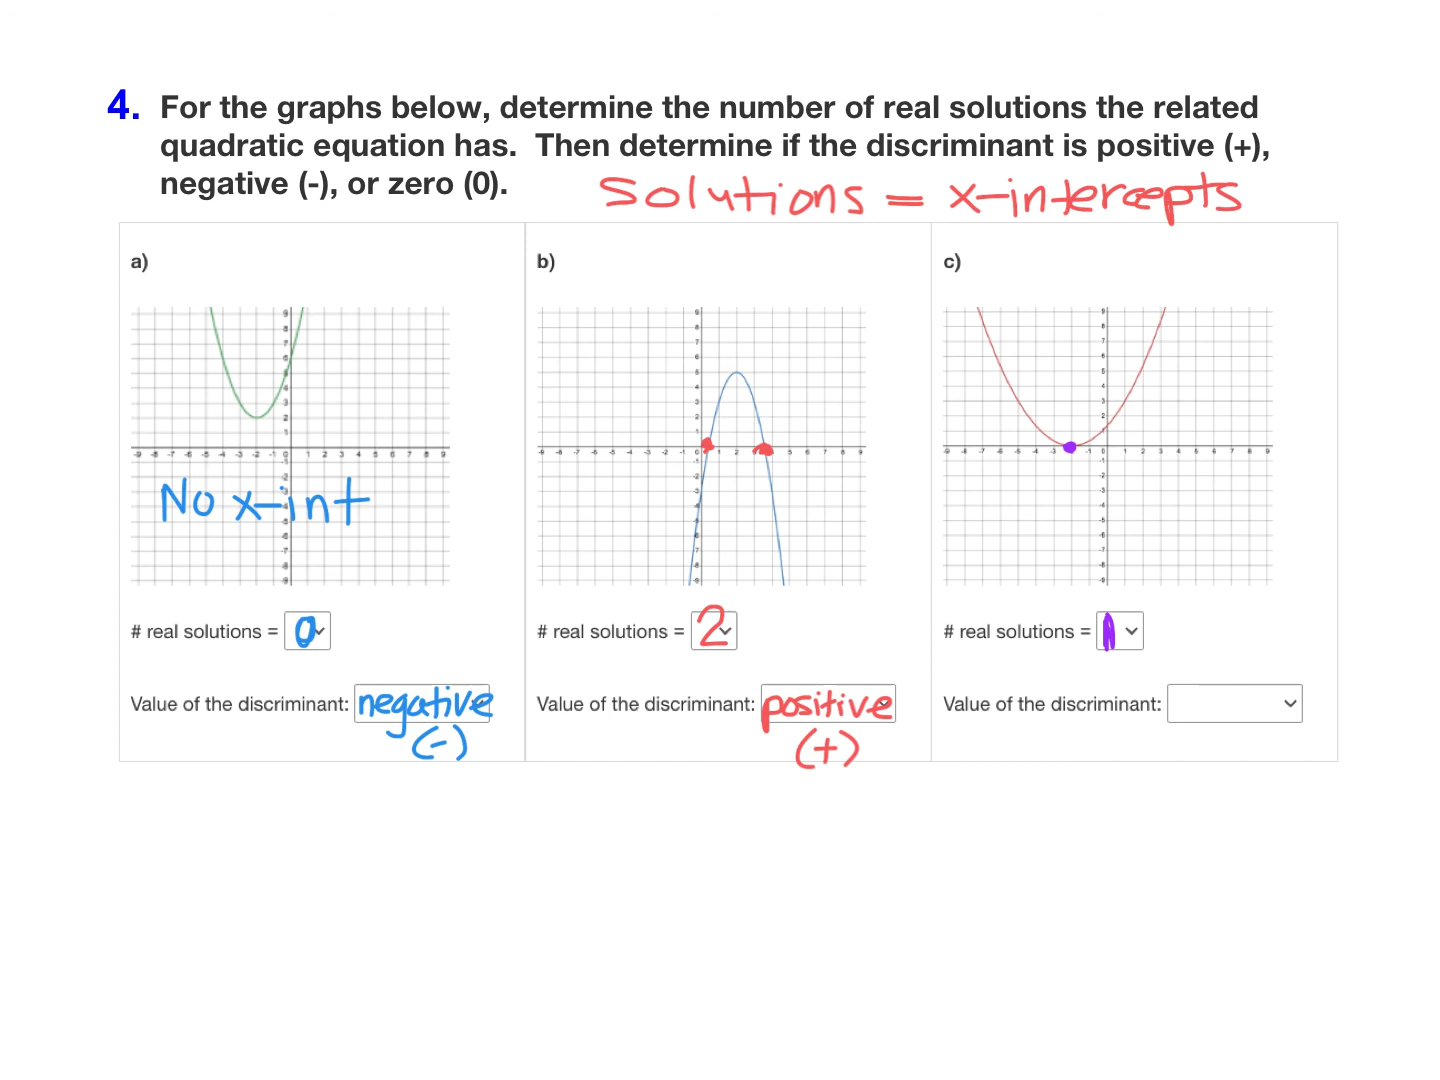 4. For the graphs below, determine the number of real solutions the related
quadratic equation has. Then determine if the discriminant is positive (+),
negative (-), or zero (0).
Solutions = x-intercepts
a)
b)
c)
No x-int
# real solutions = 0
# real solutions = 2
# real solutions = 1
Value of the discriminant: negative
(-)
Value of the discriminant: positive
(+)
Value of the discriminant: